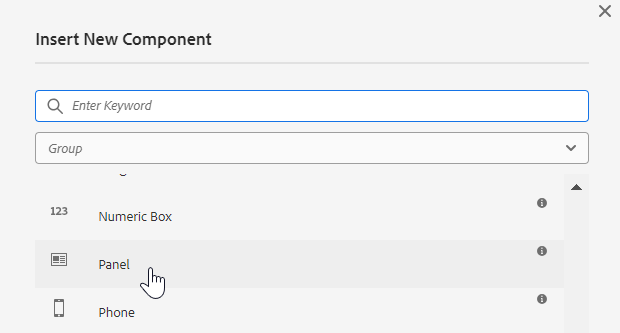 Insert New Component
Enter Keyword
Group
123 Numeric Box
Panel
Phone